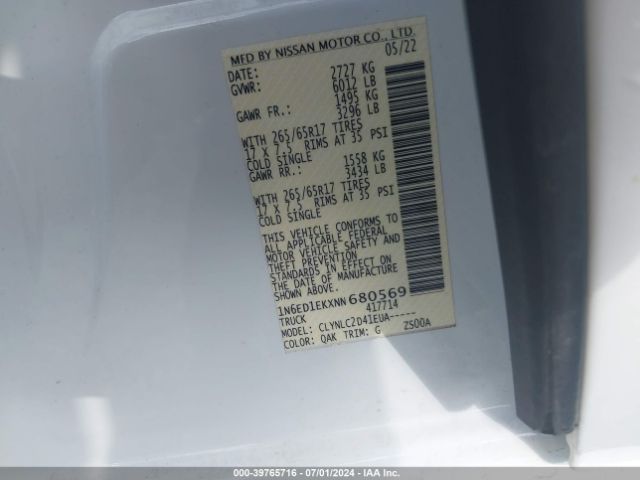 MFD BY NISSAN MOTOR CO., LTD.
DATE: 05/22
GVWR: 2727 KG
6012 LB
GAWR FR.: 1495 KG
3296 LB
WITH 265/65R17 TIRES
17 X 7.5 RIMS AT 35 PSI
COLD SINGLE
GAWR RR.: 1558 KG
3434 LB
WITH 265/65R17 TIRES
17 X 7.5 RIMS AT 35 PSI
COLD SINGLE
THIS VEHICLE CONFORMS TO
ALL APPLICABLE FEDERAL
MOTOR VEHICLE SAFETY AND
THEFT PREVENTION
STANDARDS IN EFFECT ON
THE DATE OF MANUFACTURE
SHOWN ABOVE.
1N6ED1EKXNN680569
TRUCK 417714
MODEL: CLYNLC2D41EUA-----
COLOR: QAK TRIM: G ZS00A
000-39765716 - 07/01/2024 - IAA Inc.